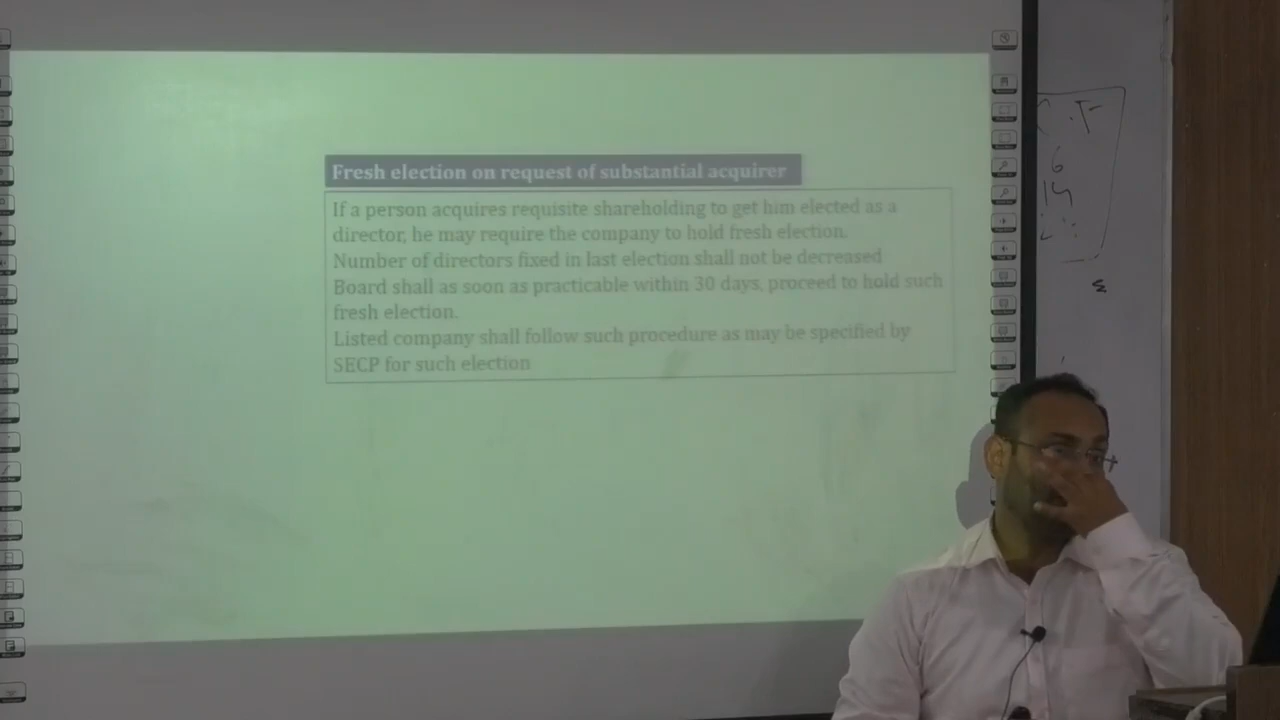 Fresh election on request of substantial acquirer
If a person acquires requisite shareholding to get him elected as a
director, he may require the company to hold fresh election.
Number of directors fixed in last election shall not be decreased
Board shall as soon as practicable within 30 days, proceed to hold such
fresh election.
Listed company shall follow such procedure as may be specified by
SECP for such election
6
14